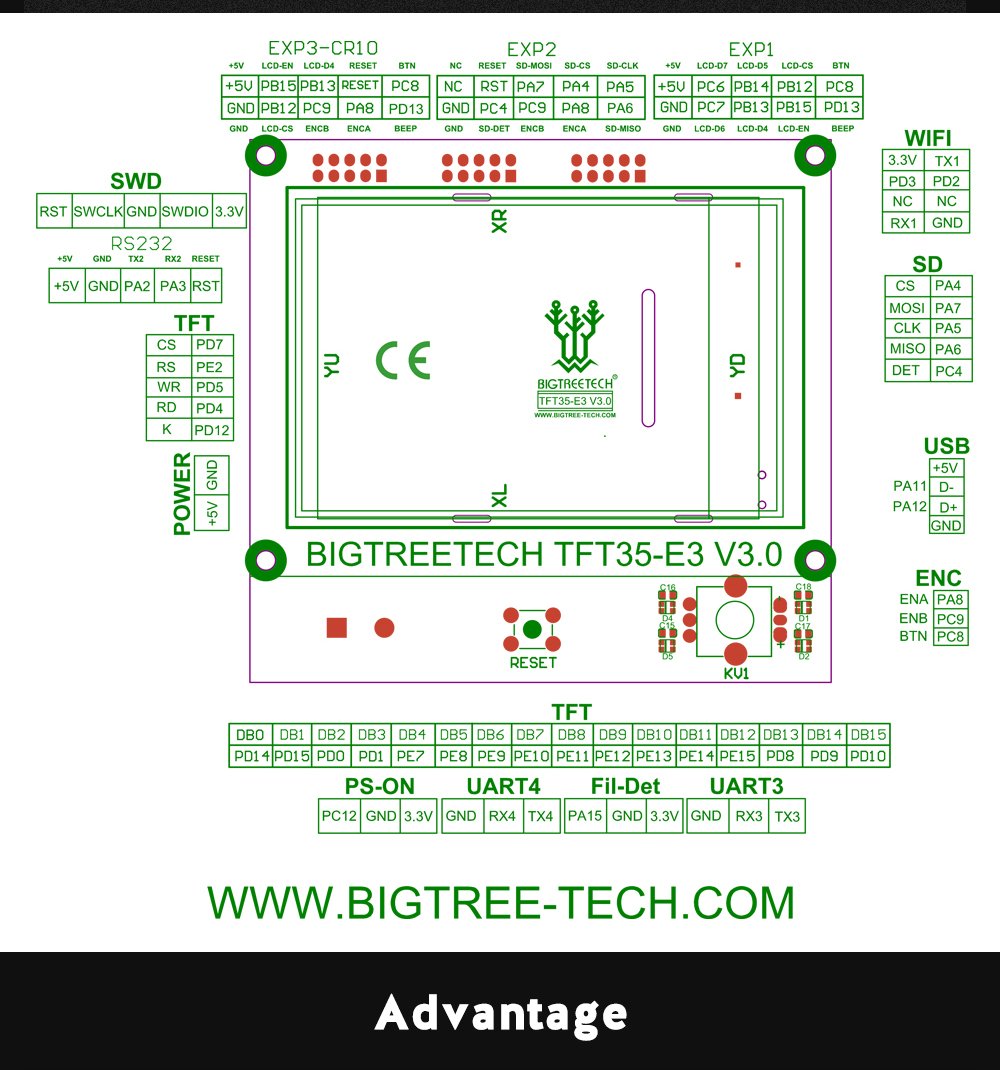 EXP3-CR10 EXP2 EXP1
+5V LCD-EN LCD-D4 RESET BTN NC RESET SD-MOSI SD-CS SD-CLK +5V LCD-D7 LCD-D5 LCD-CS BTN
+5V PB15 PB13 RESET PC8 NC RST PA7 PA4 PA5 +5V PC6 PB14 PB12 PC8
GND PB12 PC9 PA8 PD13 GND PC4 PC9 PA8 PA6 GND PC7 PB13 PB15 PD13
GND LCD-CS ENCB ENCA BEEP GND SD-DET ENCB ENCA SD-MISO GND LCD-D6 LCD-D4 LCD-EN BEEP
WIFI
3.3V TX1
PD3 PD2
NC NC
RX1 GND
SWD
RST SWCLK GND SWDIO 3.3V
RS232
+5V GND TX2 RX2 RESET
+5V GND PA2 PA3 RST
SD
CS PA4
MOSI PA7
CLK PA5
MISO PA6
DET PC4
TFT
CS PD7
RS PE2
WR PD5
RD PD4
K PD12
POWER
GND
+5V
XR
YU
CE
YD
BIGTREETECH®
TFT35-E3 V3.0
WWW.BIGTREE-TECH.COM
XL
USB
+5V
PA11 D-
PA12 D+
GND
BIGTREETECH TFT35-E3 V3.0
ENC
ENA PA8
ENB PC9
BTN PC8
C16 C18
D4 D1
C15 C17
D5 D2
+
RESET
KV1
TFT
DB0 DB1 DB2 DB3 DB4 DB5 DB6 DB7 DB8 DB9 DB10 DB11 DB12 DB13 DB14 DB15
PD14 PD15 PD0 PD1 PE7 PE8 PE9 PE10 PE11 PE12 PE13 PE14 PE15 PD8 PD9 PD10
PS-ON UART4 Fil-Det UART3
PC12 GND 3.3V GND RX4 TX4 PA15 GND 3.3V GND RX3 TX3
WWW.BIGTREE-TECH.COM
Advantage